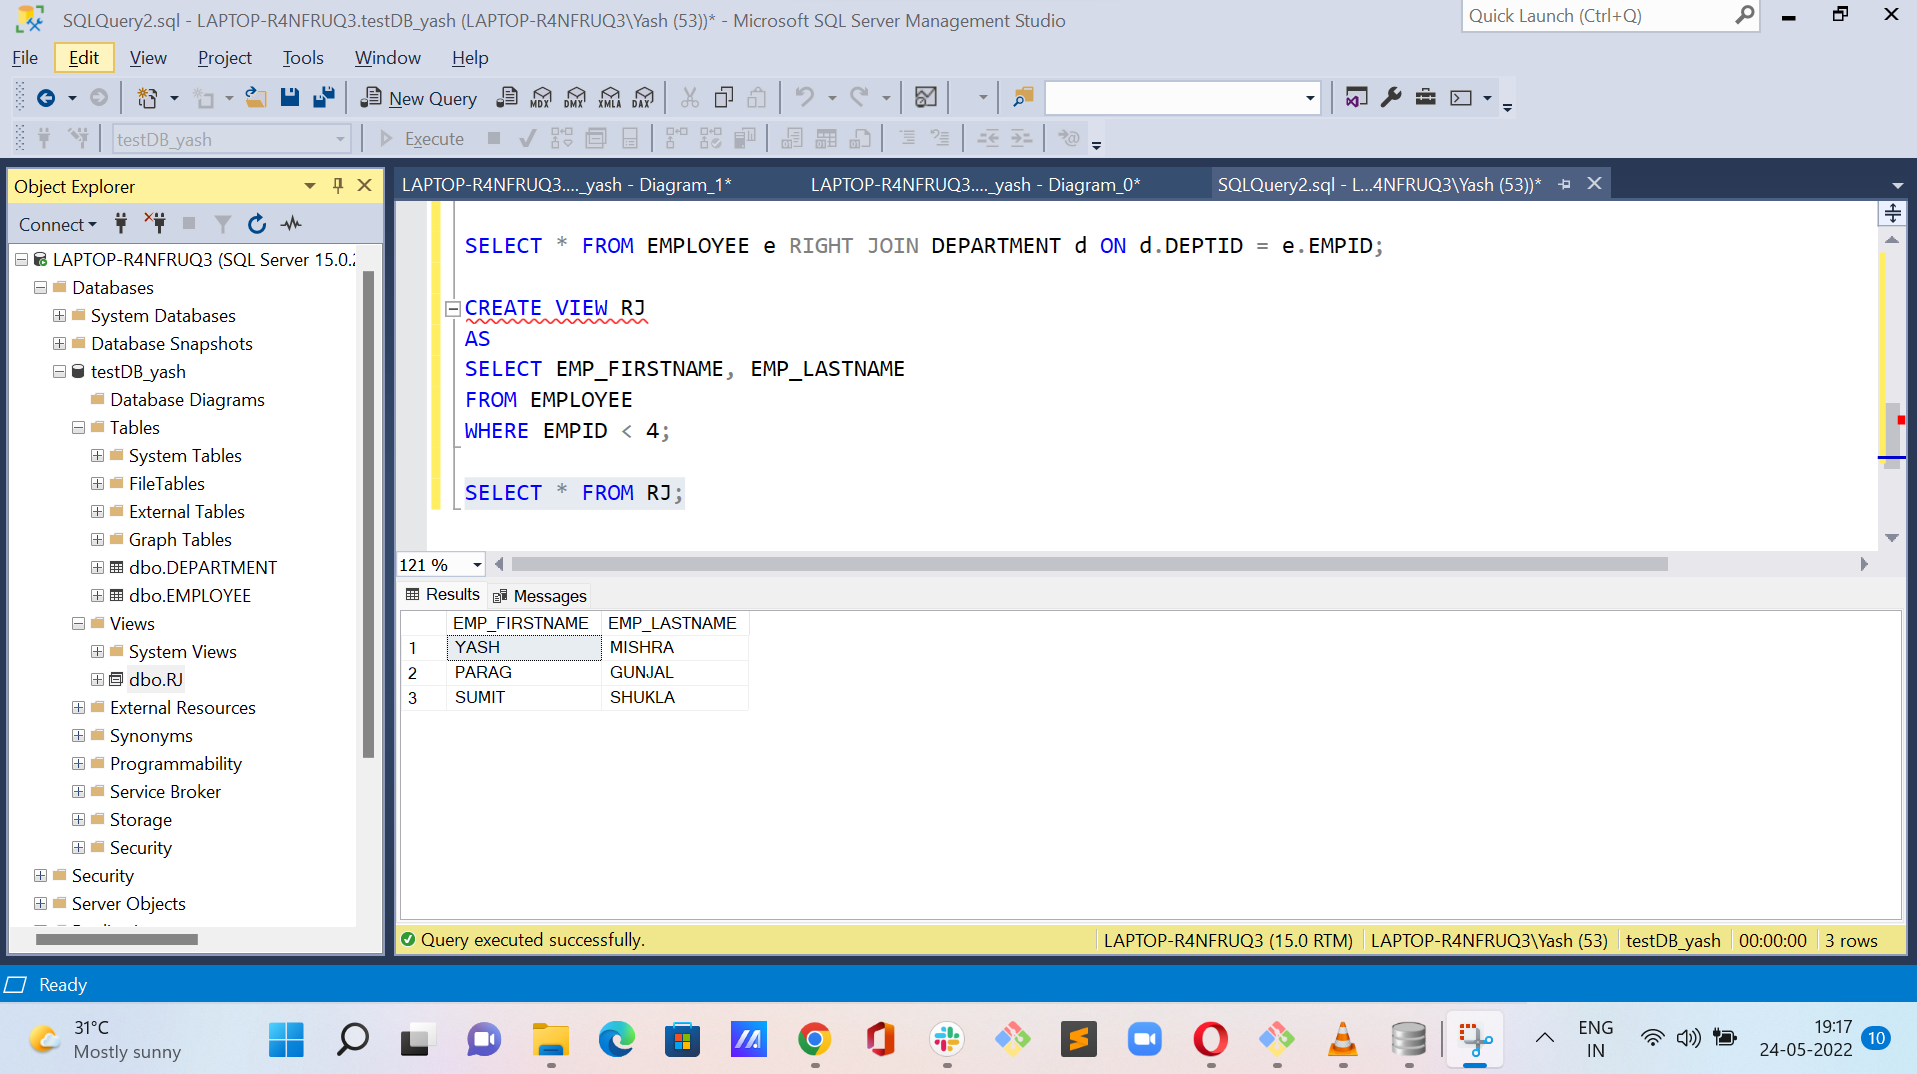 SQLQuery2.sql - LAPTOP-R4NFRUQ3.testDB_yash (LAPTOP-R4NFRUQ3\Yash (53))* - Microsoft SQL Server Management Studio
Quick Launch (Ctrl+Q)
File Edit View Project Tools Window Help
New Query MDX DMX XMLA DAX
testDB_yash Execute
Object Explorer
LAPTOP-R4NFRUQ3...._yash - Diagram_1* LAPTOP-R4NFRUQ3...._yash - Diagram_0* SQLQuery2.sql - L...4NFRUQ3\Yash (53))*
Connect
LAPTOP-R4NFRUQ3 (SQL Server 15.0.2
Databases
System Databases
Database Snapshots
testDB_yash
Database Diagrams
Tables
System Tables
FileTables
External Tables
Graph Tables
dbo.DEPARTMENT
dbo.EMPLOYEE
Views
System Views
dbo.RJ
External Resources
Synonyms
Programmability
Service Broker
Storage
Security
Security
Server Objects
SELECT * FROM EMPLOYEE e RIGHT JOIN DEPARTMENT d ON d.DEPTID = e.EMPID;
CREATE VIEW RJ
AS
SELECT EMP_FIRSTNAME, EMP_LASTNAME
FROM EMPLOYEE
WHERE EMPID < 4;
SELECT * FROM RJ;
121 %
Results Messages
EMP_FIRSTNAME EMP_LASTNAME
1 YASH MISHRA
2 PARAG GUNJAL
3 SUMIT SHUKLA
Query executed successfully. LAPTOP-R4NFRUQ3 (15.0 RTM) LAPTOP-R4NFRUQ3\Yash (53) testDB_yash 00:00:00 3 rows
Ready
31°C
Mostly sunny
ENG
IN
19:17
24-05-2022
10